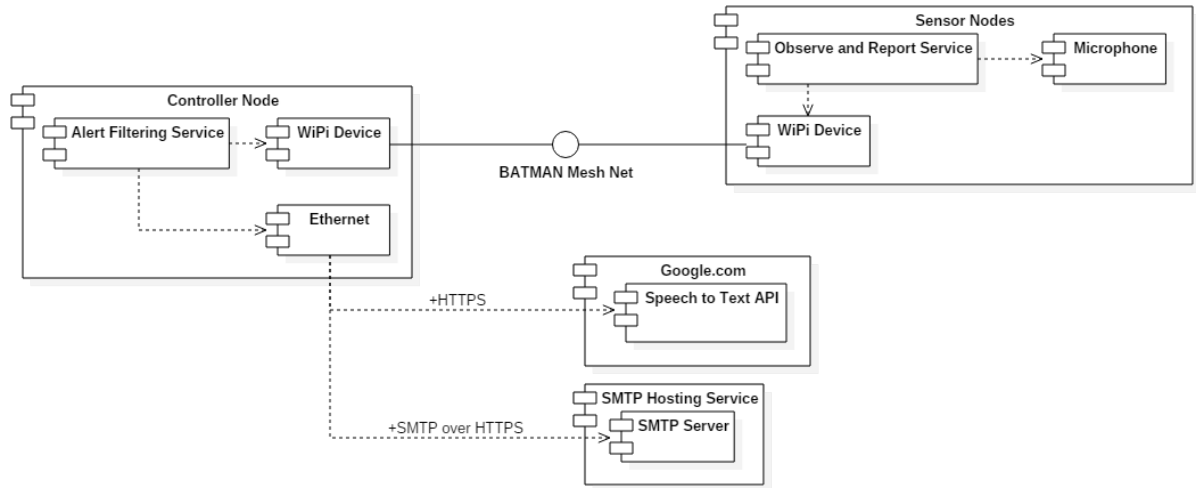 Sensor Nodes
Observe and Report Service
Microphone
WiPi Device
Controller Node
Alert Filtering Service
WiPi Device
BATMAN Mesh Net
Ethernet
Google.com
Speech to Text API
+HTTPS
SMTP Hosting Service
SMTP Server
+SMTP over HTTPS